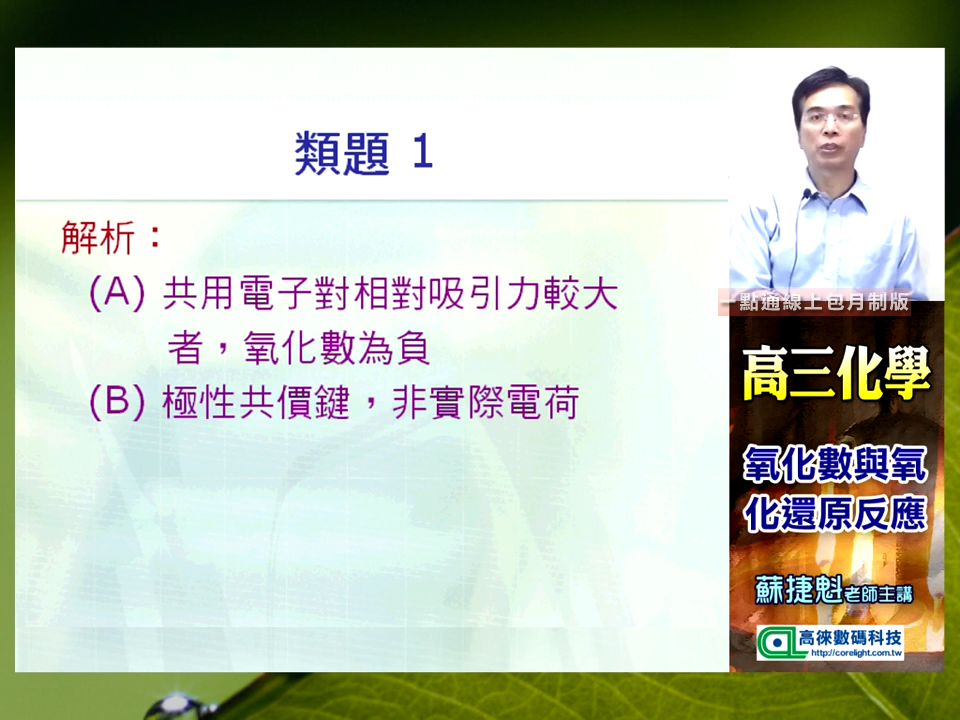 類題 1
解析：
(A) 共用電子對相對吸引力較大
者，氧化數為負
(B) 極性共價鍵，非實際電荷
一點通線上包月制版
高三化學
氧化數與氧
化還原反應
蘇捷魁老師主講
高徠數碼科技
http://corelight.com.tw